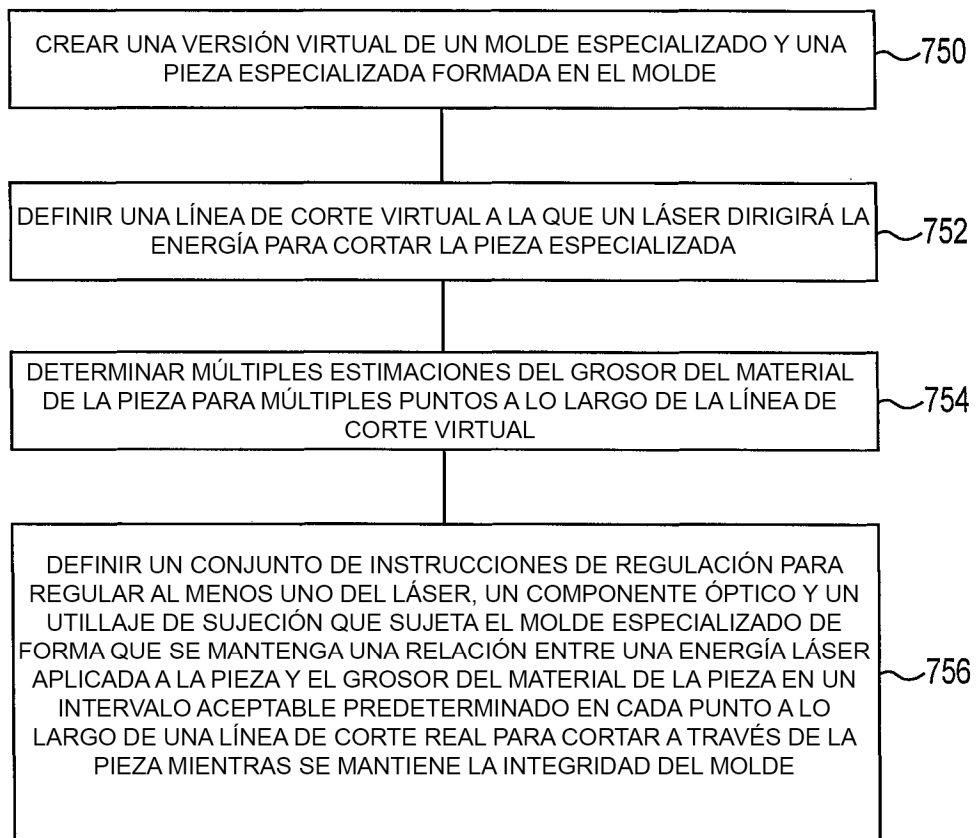 CREAR UNA VERSIÓN VIRTUAL DE UN MOLDE ESPECIALIZADO Y UNA
PIEZA ESPECIALIZADA FORMADA EN EL MOLDE
750
DEFINIR UNA LÍNEA DE CORTE VIRTUAL A LA QUE UN LÁSER DIRIGIRÁ LA
ENERGÍA PARA CORTAR LA PIEZA ESPECIALIZADA
752
DETERMINAR MÚLTIPLES ESTIMACIONES DEL GROSOR DEL MATERIAL
DE LA PIEZA PARA MÚLTIPLES PUNTOS A LO LARGO DE LA LÍNEA DE
CORTE VIRTUAL
754
DEFINIR UN CONJUNTO DE INSTRUCCIONES DE REGULACIÓN PARA
REGULAR AL MENOS UNO DEL LÁSER, UN COMPONENTE ÓPTICO Y UN
UTILLAJE DE SUJECIÓN QUE SUJETA EL MOLDE ESPECIALIZADO DE
FORMA QUE SE MANTENGA UNA RELACIÓN ENTRE UNA ENERGÍA LÁSER
APLICADA A LA PIEZA Y EL GROSOR DEL MATERIAL DE LA PIEZA EN UN
INTERVALO ACEPTABLE PREDETERMINADO EN CADA PUNTO A LO
LARGO DE UNA LÍNEA DE CORTE REAL PARA CORTAR A TRAVÉS DE LA
PIEZA MIENTRAS SE MANTIENE LA INTEGRIDAD DEL MOLDE
756